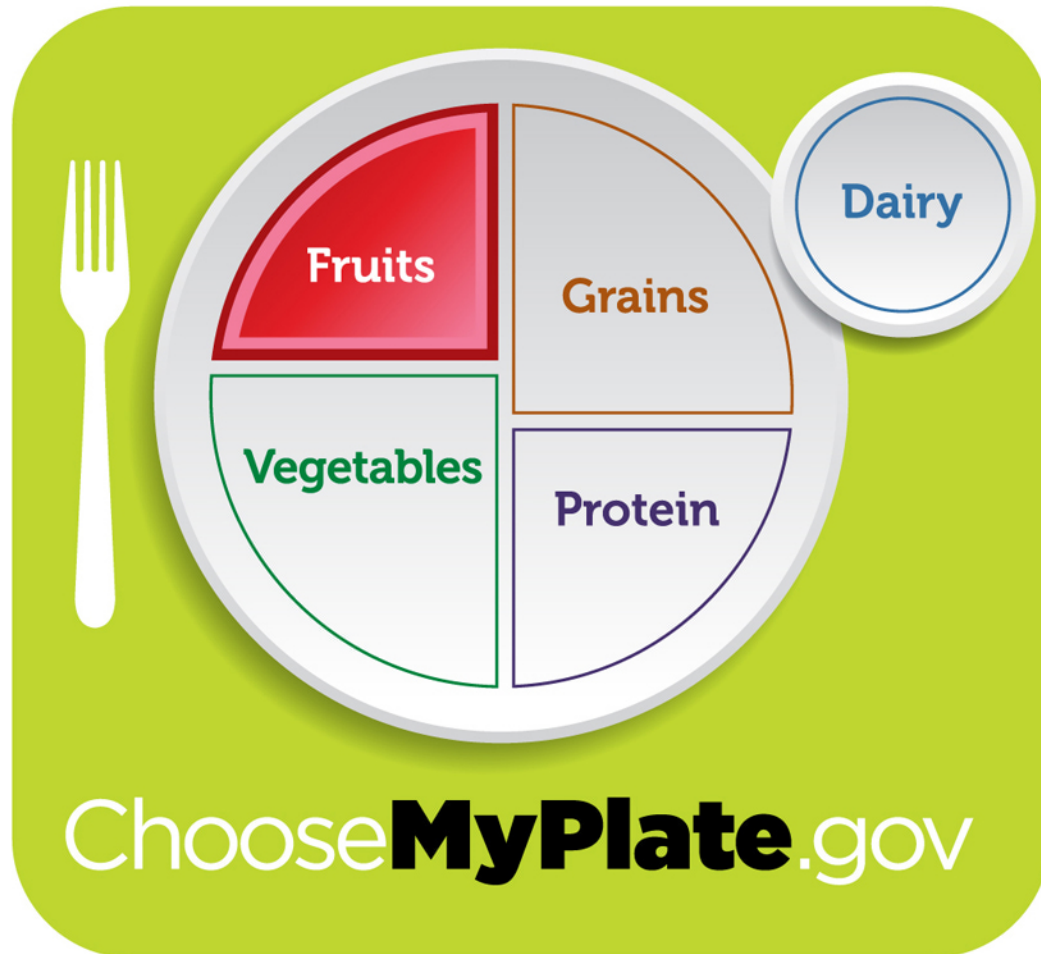 Dairy
Fruits
Grains
Vegetables
Protein
ChooseMyPlate.gov